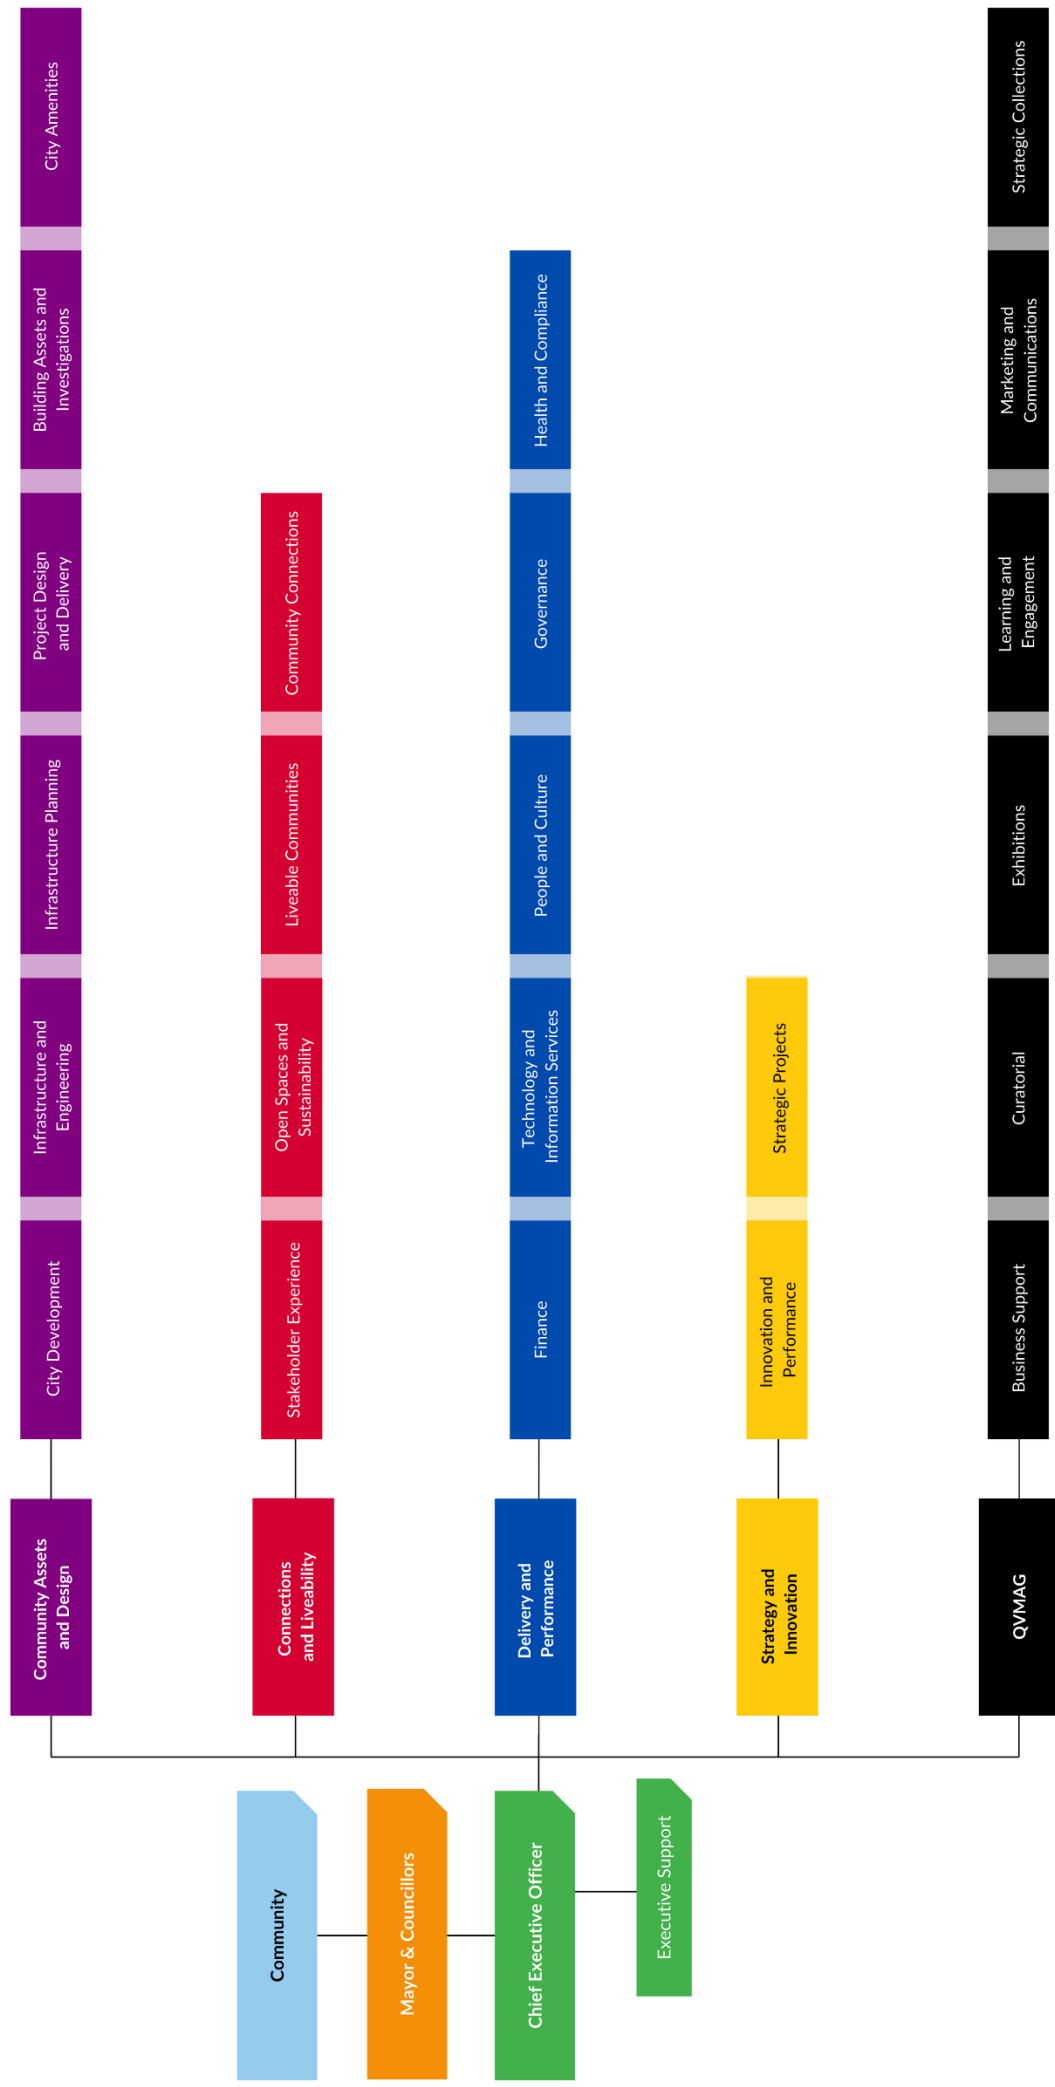 Community
Mayor & Councillors
Chief Executive Officer
Executive Support
Community Assets
and Design
City Development
Infrastructure and
Engineering
Infrastructure Planning
Project Design
and Delivery
Building Assets and
Investigations
City Amenities
Connections
and Liveability
Stakeholder Experience
Open Spaces and
Sustainability
Liveable Communities
Community Connections
Delivery and
Performance
Finance
Technology and
Information Services
People and Culture
Governance
Health and Compliance
Strategy and
Innovation
Innovation and
Performance
Strategic Projects
QVMAG
Business Support
Curatorial
Exhibitions
Learning and
Engagement
Marketing and
Communications
Strategic Collections